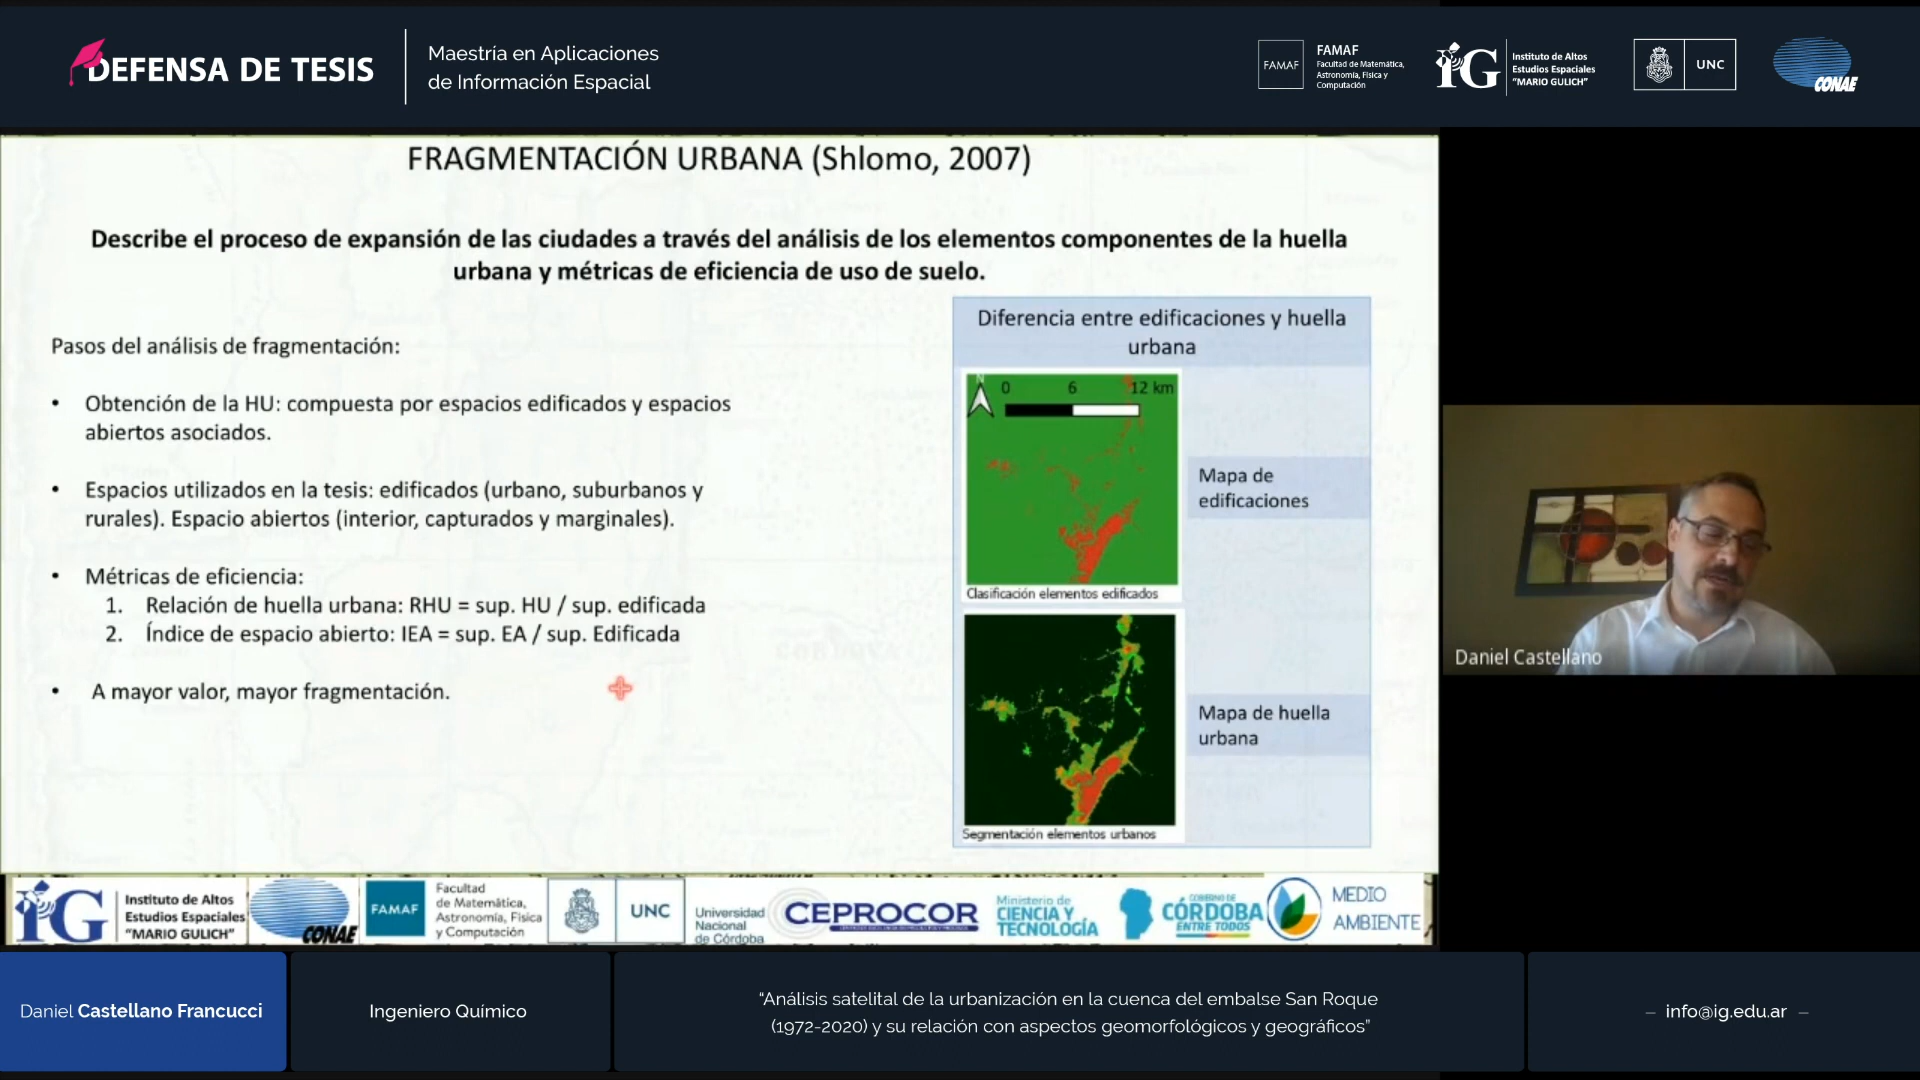 DEFENSA DE TESIS
Maestría en Aplicaciones
de Información Espacial
FAMAF
FAMAF
Facultad de Matemática,
Astronomía, Física y
Computación
iG
Instituto de Altos
Estudios Espaciales
"MARIO GULICH"
UNC
CONAE
FRAGMENTACIÓN URBANA (Shlomo, 2007)
Describe el proceso de expansión de las ciudades a través del análisis de los elementos componentes de la huella
urbana y métricas de eficiencia de uso de suelo.
Pasos del análisis de fragmentación:
• Obtención de la HU: compuesta por espacios edificados y espacios
abiertos asociados.
• Espacios utilizados en la tesis: edificados (urbano, suburbanos y
rurales). Espacio abiertos (interior, capturados y marginales).
• Métricas de eficiencia:
1. Relación de huella urbana: RHU = sup. HU / sup. edificada
2. Índice de espacio abierto: IEA = sup. EA / sup. Edificada
• A mayor valor, mayor fragmentación.
Diferencia entre edificaciones y huella
urbana
N
0 6 12 km
Clasificación elementos edificados
Mapa de
edificaciones
Segmentación elementos urbanos
Mapa de huella
urbana
Daniel Castellano
iG
Instituto de Altos
Estudios Espaciales
"MARIO GULICH"
CONAE
FAMAF
Facultad
de Matemática,
Astronomía, Física
y Computación
UNC
Universidad
Nacional
de Córdoba
CEPROCOR
Ministerio de
CIENCIA Y
TECNOLOGÍA
GOBIERNO DE
CÓRDOBA
ENTRE TODOS
MEDIO
AMBIENTE
Daniel Castellano Francucci
Ingeniero Químico
“Análisis satelital de la urbanización en la cuenca del embalse San Roque
(1972-2020) y su relación con aspectos geomorfológicos y geográficos”
– info@ig.edu.ar –